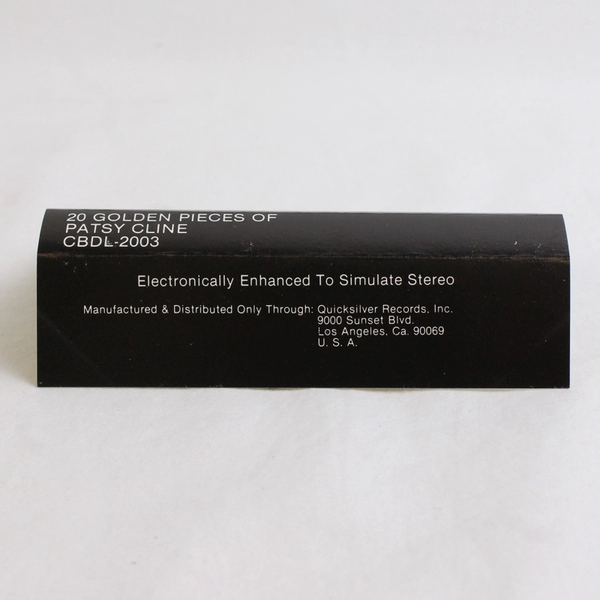 20 GOLDEN PIECES OF
PATSY CLINE
CBDL-2003
Electronically Enhanced To Simulate Stereo
Manufactured & Distributed Only Through: Quicksilver Records, Inc.
9000 Sunset Blvd.
Los Angeles, Ca. 90069
U. S. A.